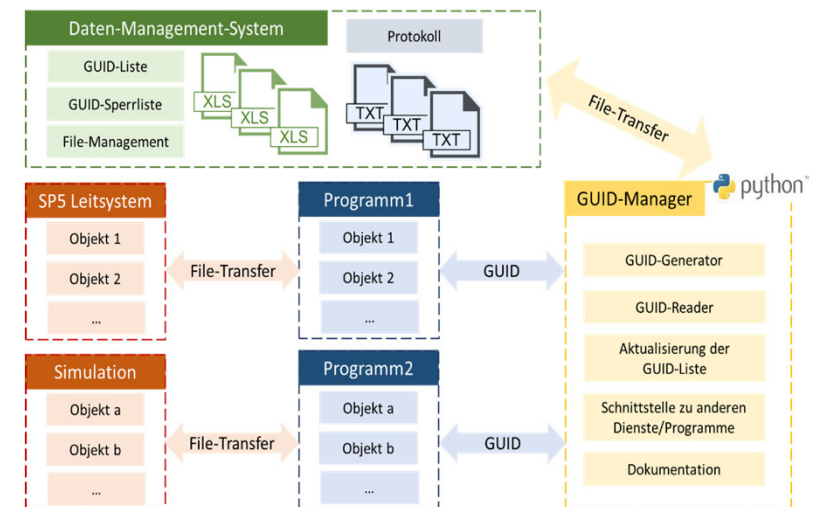 Daten-Management-System
GUID-Liste
GUID-Sperrliste
File-Management
XLS
XLS
XLS
Protokoll
TXT
TXT
TXT
File-Transfer
python™
SP5 Leitsystem
Objekt 1
Objekt 2
...
File-Transfer
Programm1
Objekt 1
Objekt 2
...
GUID
GUID-Manager
GUID-Generator
GUID-Reader
Aktualisierung der
GUID-Liste
Schnittstelle zu anderen
Dienste/Programme
Dokumentation
Simulation
Objekt a
Objekt b
...
File-Transfer
Programm2
Objekt a
Objekt b
...
GUID